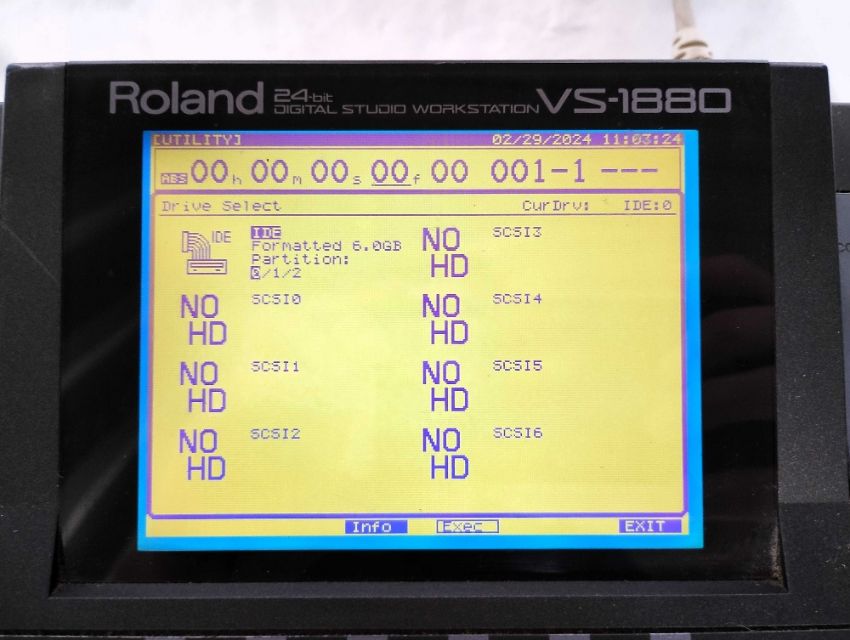 Roland 24-bit DIGITAL STUDIO WORKSTATION VS-1880
[UTILITY] 02/29/2024 11:03:24
ABS 00h 00m 00s 00f 00 001-1 ---
Drive Select CurDrv: IDE:0
IDE IDE
Formatted 6.0GB
Partition:
0/1/2
NO HD SCSI3
NO HD SCSI0
NO HD SCSI4
NO HD SCSI1
NO HD SCSI5
NO HD SCSI2
NO HD SCSI6
Info Exec EXIT